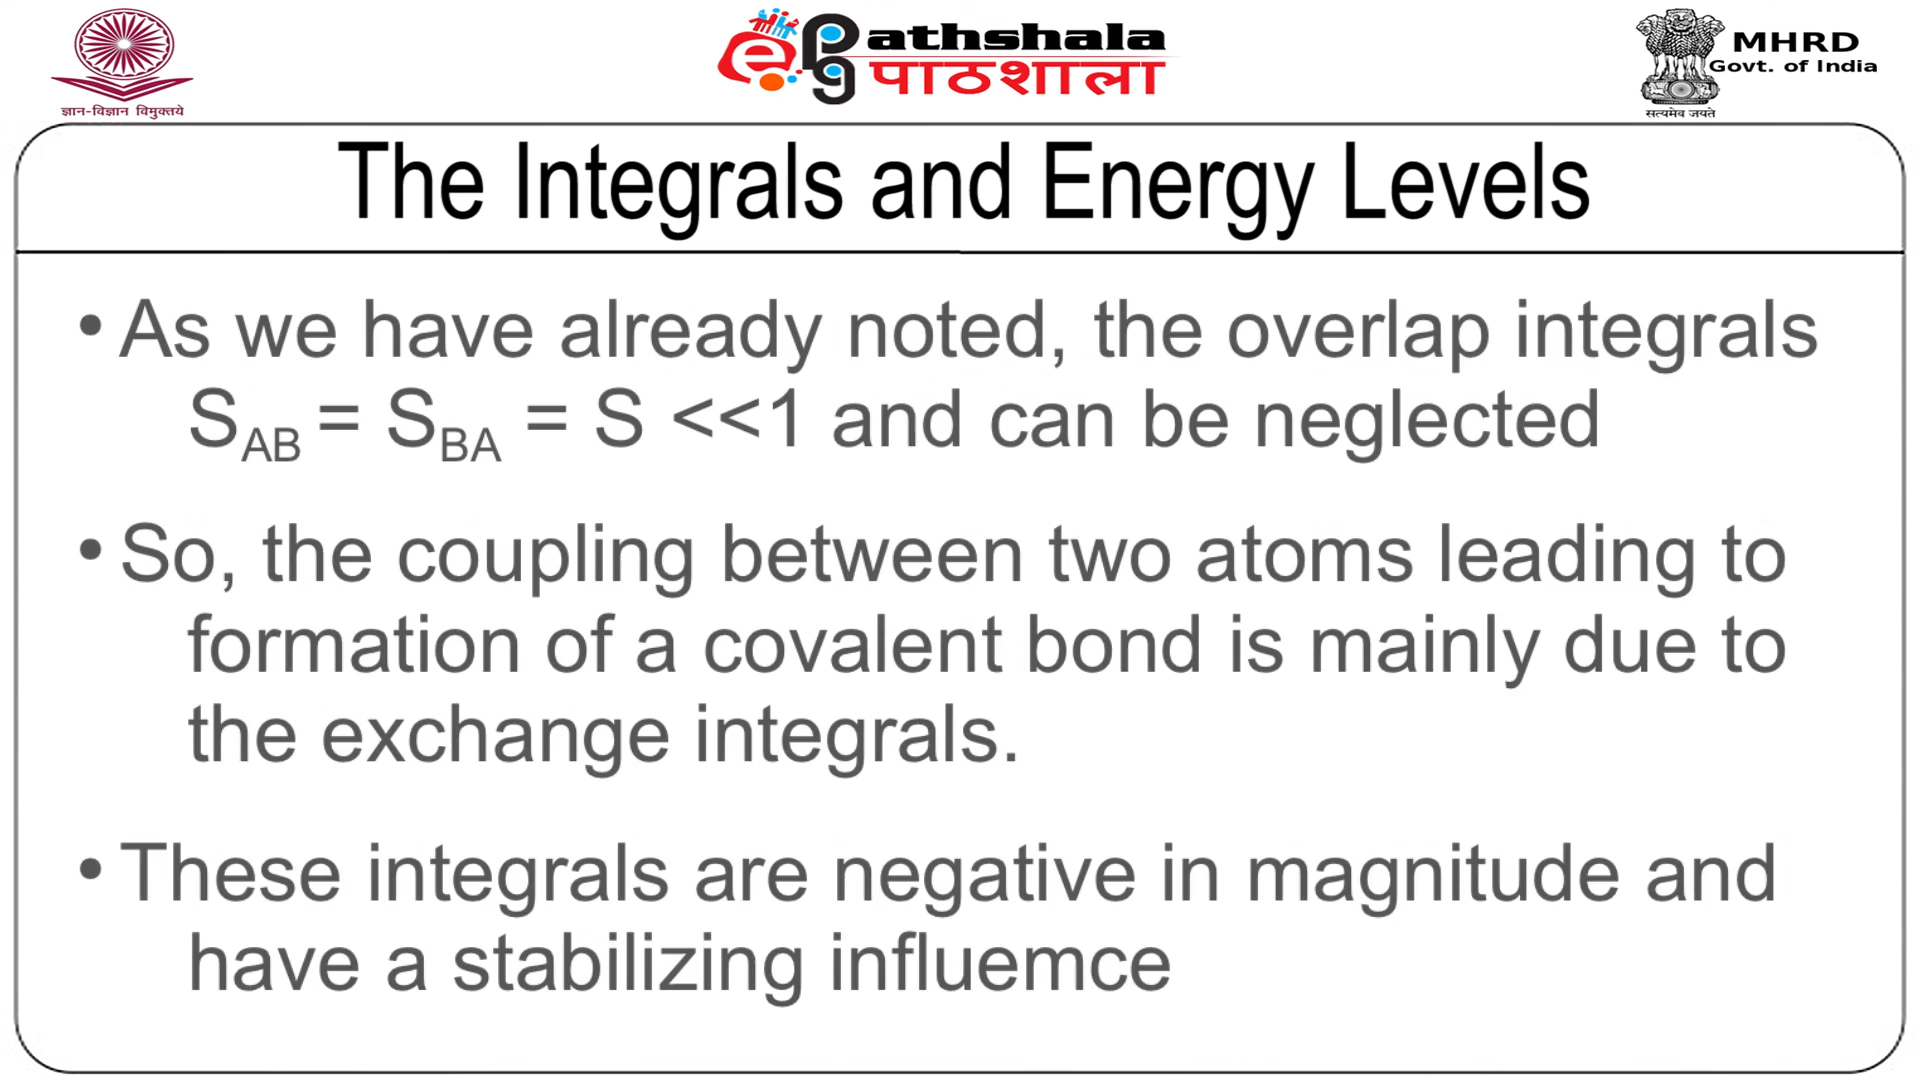 ज्ञान-विज्ञान विमुक्तये
ePg athshala
पाठशाला
MHRD
Govt. of India
सत्यमेव जयते
The Integrals and Energy Levels
• As we have already noted, the overlap integrals
S_AB = S_BA = S <<1 and can be neglected
• So, the coupling between two atoms leading to
formation of a covalent bond is mainly due to
the exchange integrals.
• These integrals are negative in magnitude and
have a stabilizing influemce